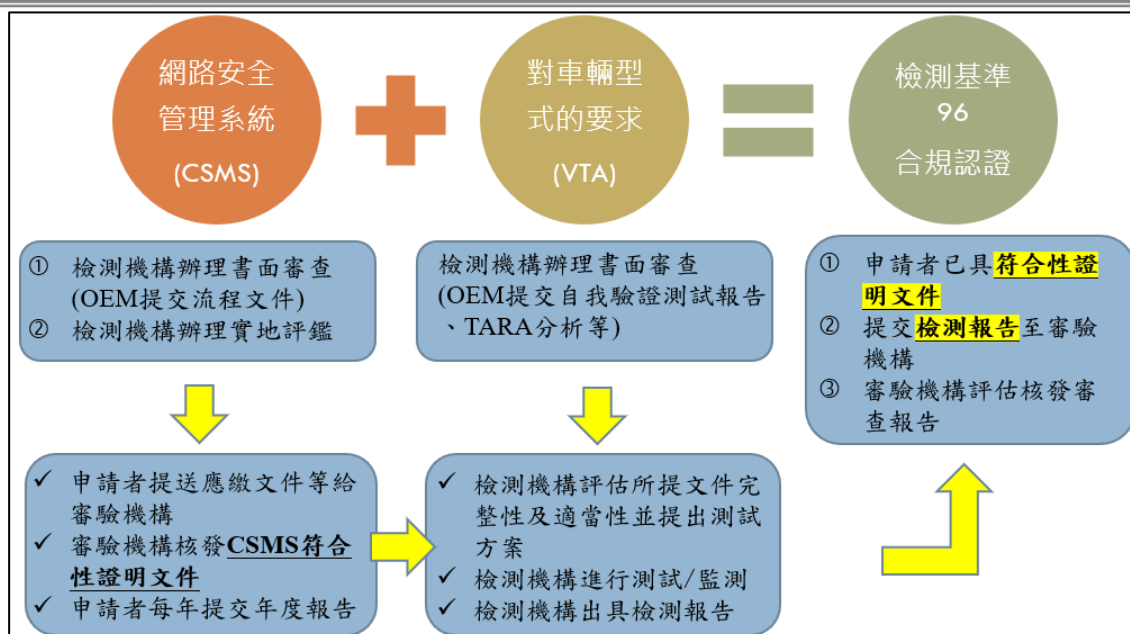 網路安全
管理系統
(CSMS)
對車輛型
式的要求
(VTA)
檢測基準
96
合規認證
① 檢測機構辦理書面審查
(OEM提交流程文件)
② 檢測機構辦理實地評鑑
檢測機構辦理書面審查
(OEM提交自我驗證測試報告
、TARA分析等)
① 申請者已具符合性證
明文件
② 提交檢測報告至審驗
機構
③ 審驗機構評估核發審
查報告
✓ 申請者提送應繳文件等給
審驗機構
✓ 審驗機構核發CSMS符合
性證明文件
✓ 申請者每年提交年度報告
✓ 檢測機構評估所提文件完
整性及適當性並提出測試
方案
✓ 檢測機構進行測試/監測
✓ 檢測機構出具檢測報告